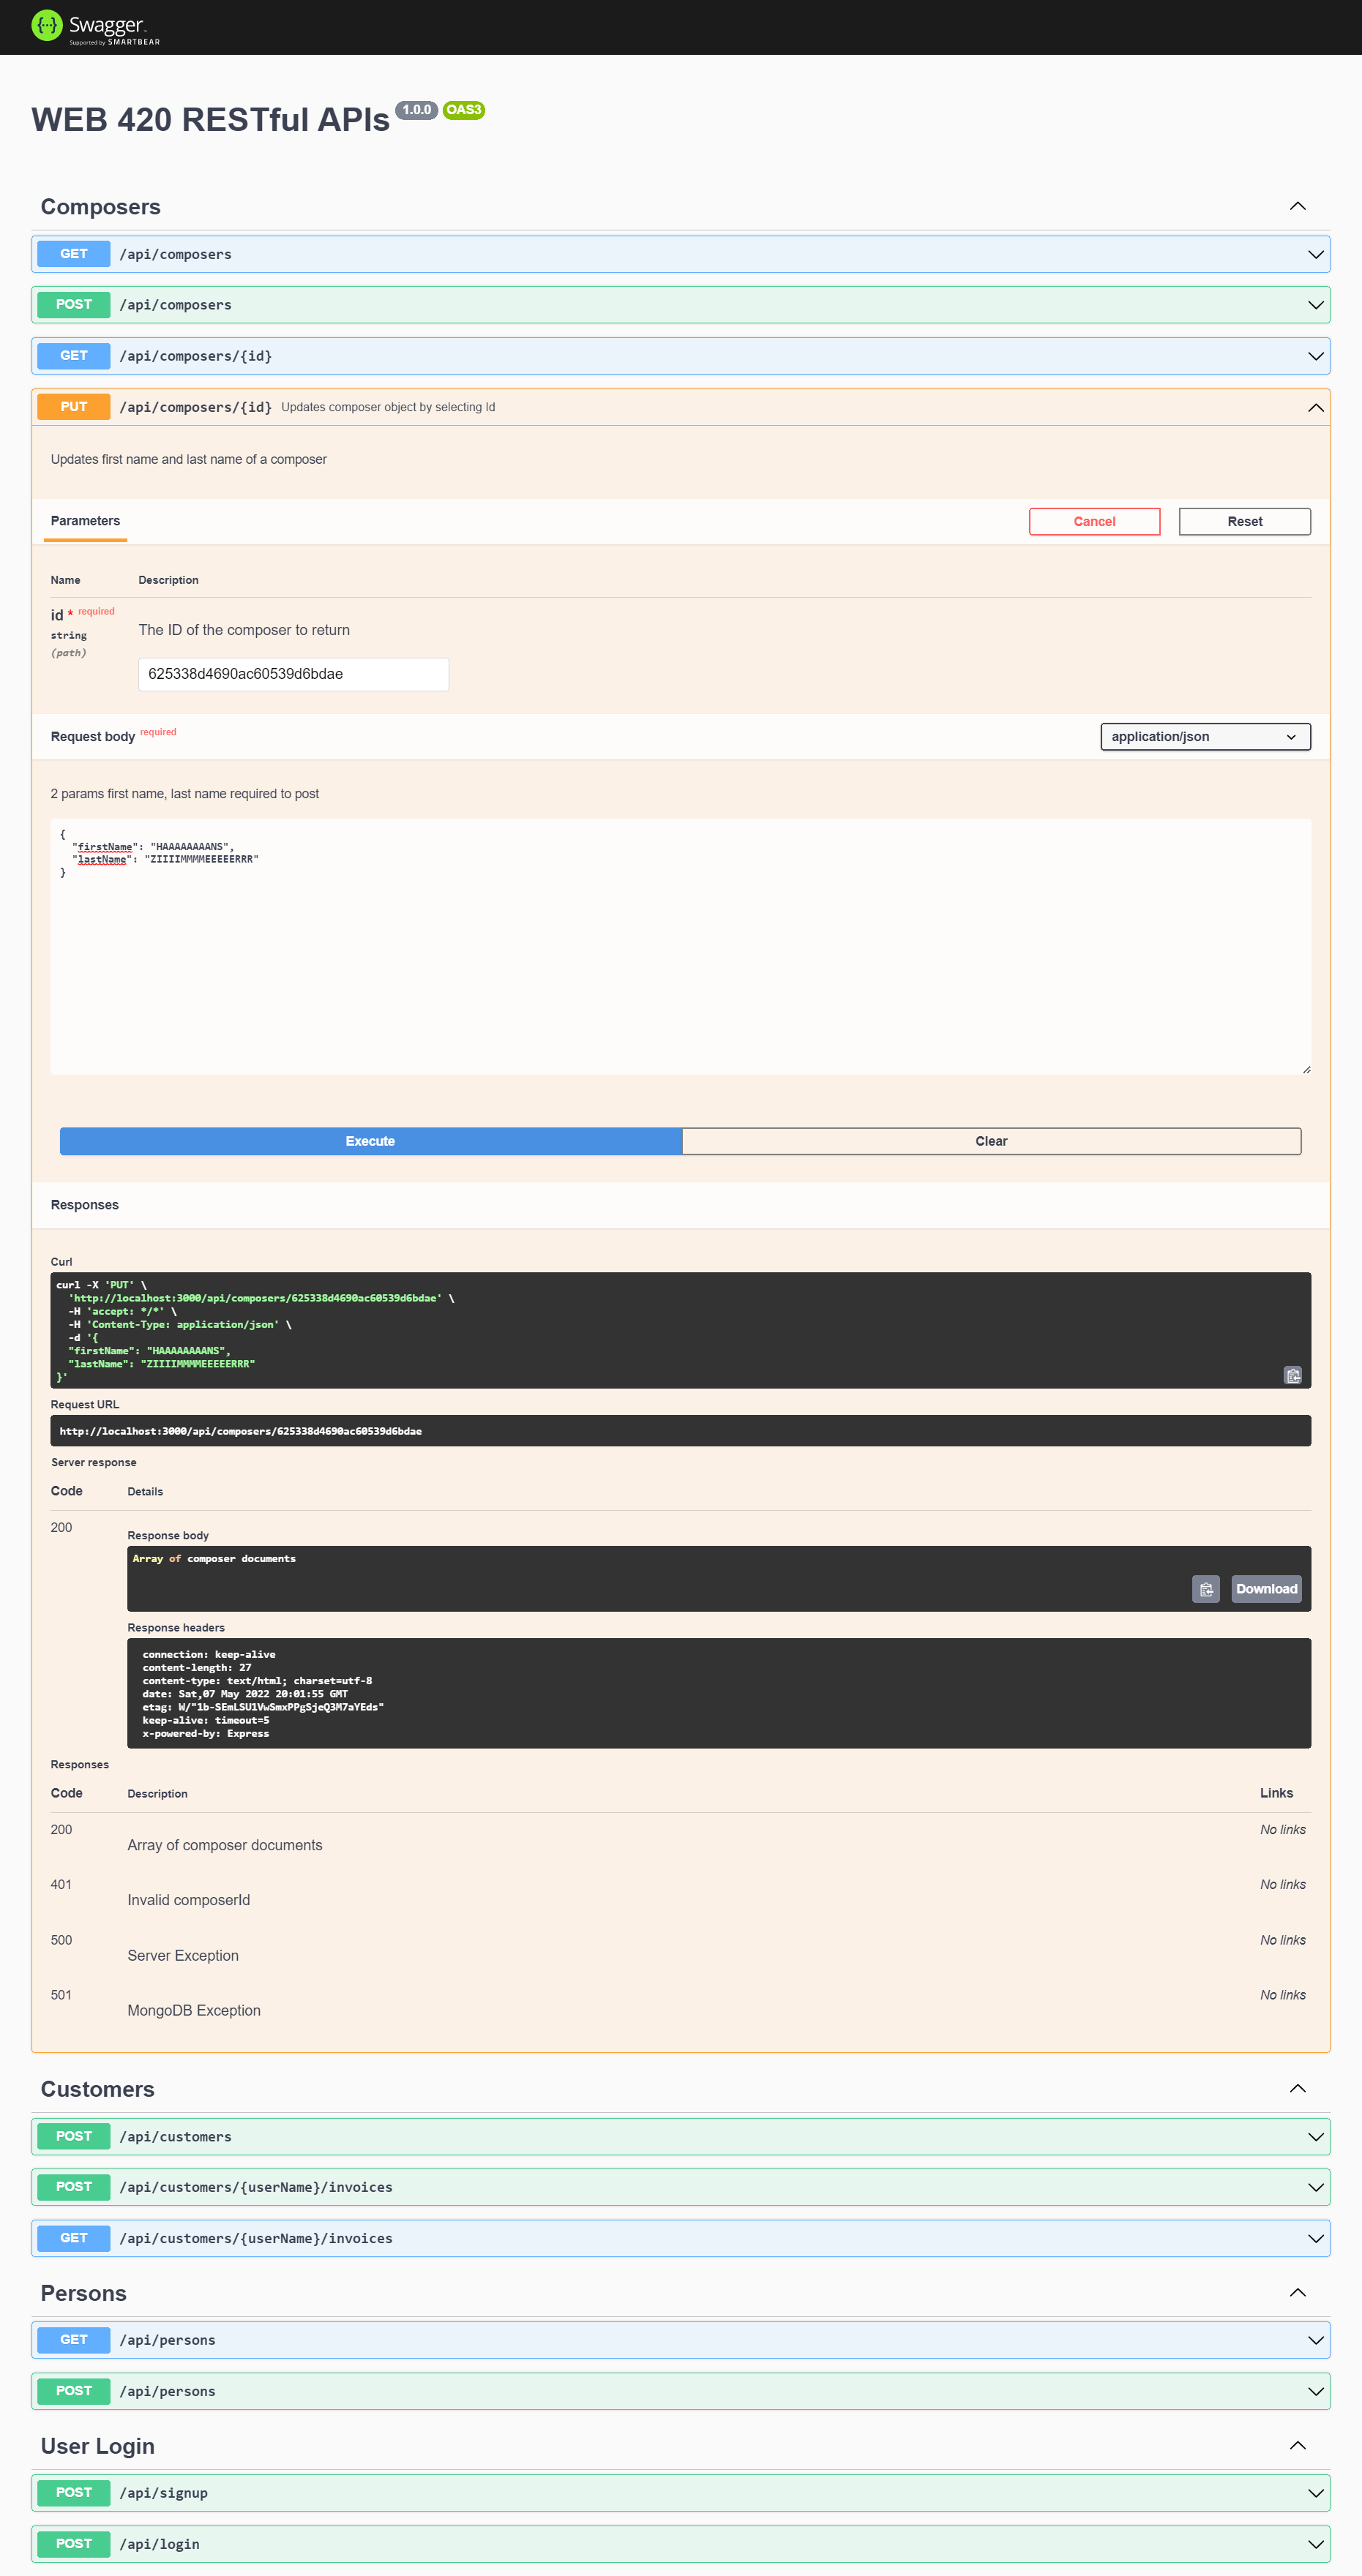 Swagger
Supported by SMARTBEAR
WEB 420 RESTful APIs 1.0.0 OAS3
Composers
GET /api/composers
POST /api/composers
GET /api/composers/{id}
PUT /api/composers/{id} Updates composer object by selecting Id
Updates first name and last name of a composer
Parameters Cancel Reset
Name Description
id * required
string
(path)
The ID of the composer to return
625338d4690ac60539d6bdae
Request body required application/json
2 params first name, last name required to post
{
"firstName": "HAAAAAAAANS",
"lastName": "ZIIIIMMMMEEEEERRR"
}
Execute Clear
Responses
Curl
curl -X 'PUT' \
'http://localhost:3000/api/composers/625338d4690ac60539d6bdae' \
-H 'accept: */*' \
-H 'Content-Type: application/json' \
-d '{
"firstName": "HAAAAAAAANS",
"lastName": "ZIIIIMMMMEEEEERRR"
}'
Request URL
http://localhost:3000/api/composers/625338d4690ac60539d6bdae
Server response
Code Details
200
Response body
Array of composer documents
Download
Response headers
connection: keep-alive
content-length: 27
content-type: text/html; charset=utf-8
date: Sat,07 May 2022 20:01:55 GMT
etag: W/"1b-SEmLSU1VwSmxPPgSjeQ3M7aYEds"
keep-alive: timeout=5
x-powered-by: Express
Responses
Code Description Links
200 Array of composer documents No links
401 Invalid composerId No links
500 Server Exception No links
501 MongoDB Exception No links
Customers
POST /api/customers
POST /api/customers/{userName}/invoices
GET /api/customers/{userName}/invoices
Persons
GET /api/persons
POST /api/persons
User Login
POST /api/signup
POST /api/login